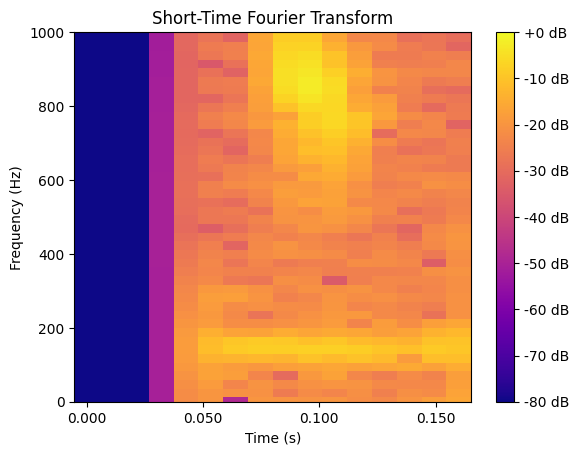 Short-Time Fourier Transform
1000
800
600
400
200
0
Frequency (Hz)
0.000
0.050
0.100
0.150
Time (s)
+0 dB
-10 dB
-20 dB
-30 dB
-40 dB
-50 dB
-60 dB
-70 dB
-80 dB